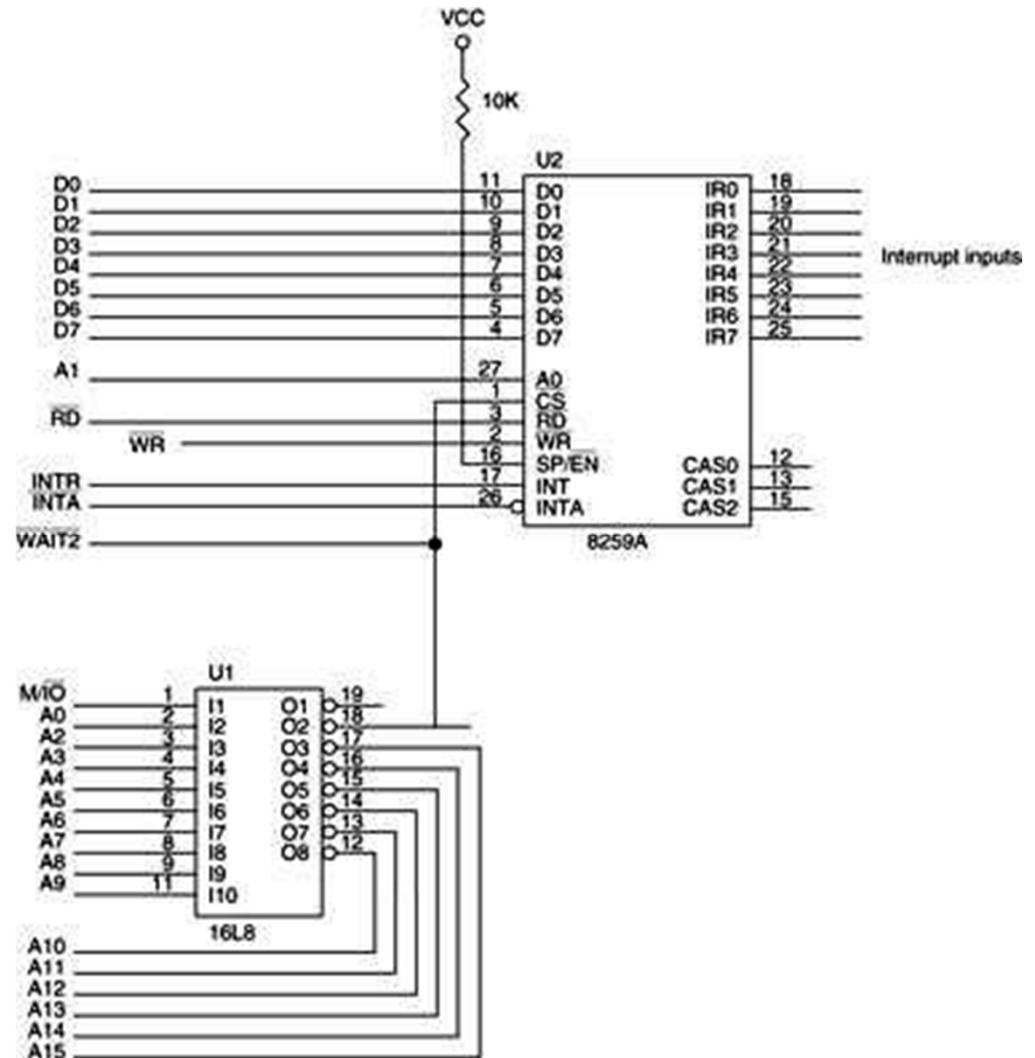 VCC
10K
U2
D0 11 D0 IR0 18
D1 10 D1 IR1 19
D2 9 D2 IR2 20
D3 8 D3 IR3 21
Interrupt inputs
D4 7 D4 IR4 22
D5 6 D5 IR5 23
D6 5 D6 IR6 24
D7 4 D7 IR7 25
A1 27 A0
1 CS
RD 3 RD
WR 2 WR
16 SP/EN CAS0 12
INTR 17 INT CAS1 13
INTA 26 INTA CAS2 15
WAIT2
8259A
U1
M/IO 1 I1 O1 19
A0 2 I2 O2 18
A2 3 I3 O3 17
A3 4 I4 O4 16
A4 5 I5 O5 15
A5 6 I6 O6 14
A6 7 I7 O7 13
A7 8 I8 O8 12
A8 9 I9
A9 11 I10
16L8
A10
A11
A12
A13
A14
A15